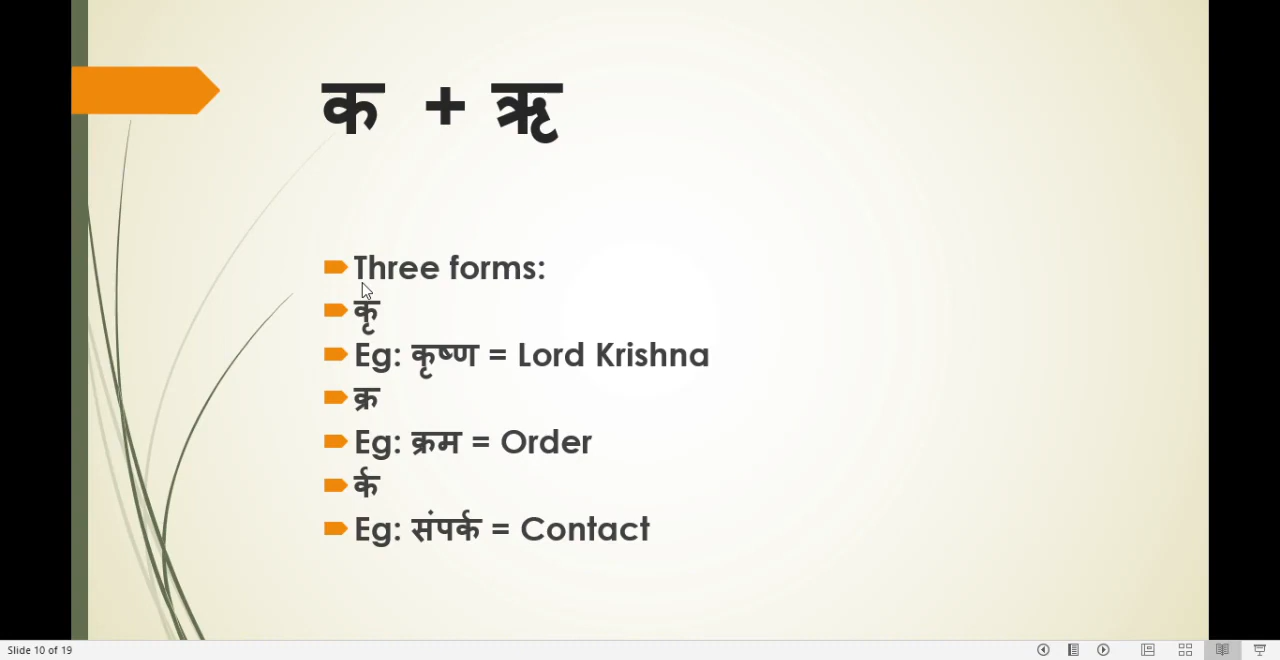 क + ऋ
Three forms:
कृ
Eg: कृष्ण = Lord Krishna
क्र
Eg: क्रम = Order
र्क
Eg: संपर्क = Contact
Slide 10 of 19